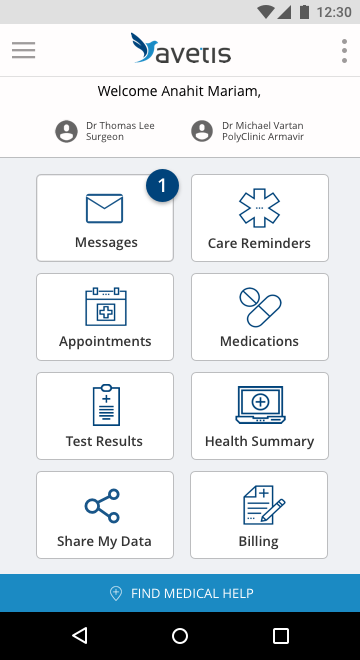 12:30
avetis
Welcome Anahit Mariam,
Dr Thomas Lee
Surgeon
Dr Michael Vartan
PolyClinic Armavir
1
Messages
Care Reminders
Appointments
Medications
Test Results
Health Summary
Share My Data
Billing
FIND MEDICAL HELP